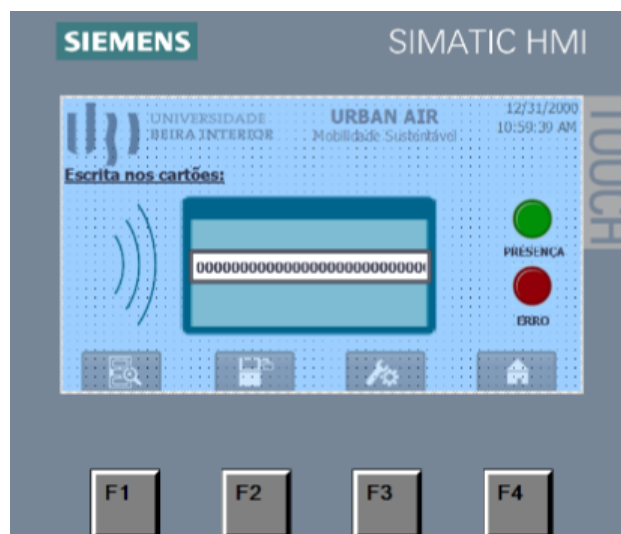 SIEMENS
SIMATIC HMI
TOUCH
UNIVERSIDADE
BEIRA INTERIOR
URBAN AIR
Mobilidade Sustentável
12/31/2000
10:59:39 AM
Escrita nos cartões:
PRESENÇA
ERRO
F1
F2
F3
F4